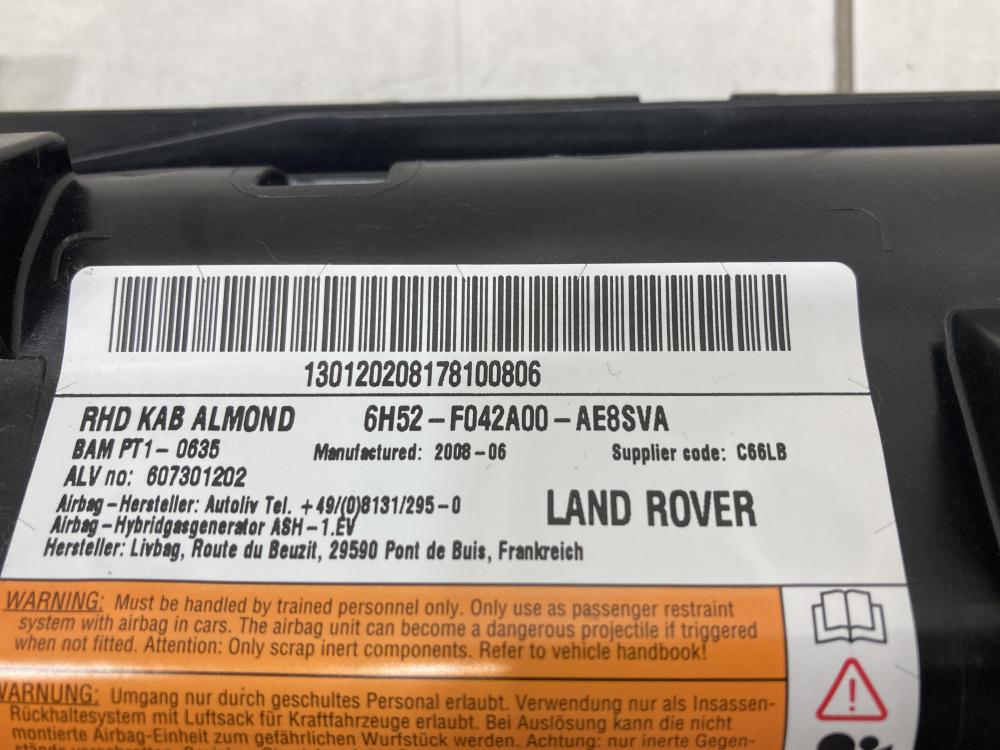 130120208178100806
RHD KAB ALMOND 6H52-F042A00-AE8SVA
BAM PT1-0635 Manufactured: 2008-06 Supplier code: C66LB
ALV no: 607301202
Airbag-Hersteller: Autoliv Tel. +49/(0)8131/295-0 LAND ROVER
Airbag-Hybridgasgenerator ASH-1.EV
Hersteller: Livbag, Route du Beuzit, 29590 Pont de Buis, Frankreich
WARNING: Must be handled by trained personnel only. Only use as passenger restraint
system with airbag in cars. The airbag unit can become a dangerous projectile if triggered
when not fitted. Attention: Only scrap inert components. Refer to vehicle handbook!
WARNUNG: Umgang nur durch geschultes Personal erlaubt. Verwendung nur als Insassen-
Rückhaltesystem mit Luftsack für Kraftfahrzeuge erlaubt. Bei Auslösung kann die nicht
montierte Airbag-Einheit zum gefährlichen Wurfstück werden. Achtung: nur inerte Gegen-